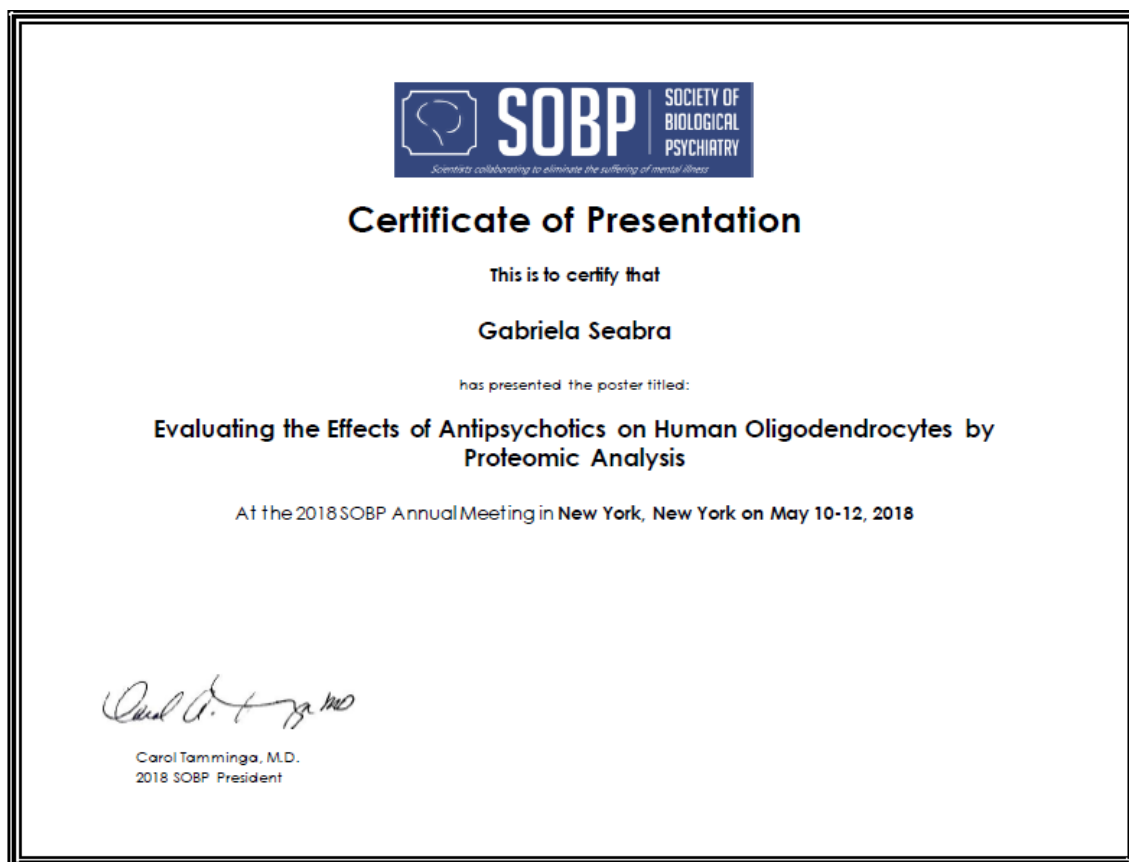 SOBP
SOCIETY OF
BIOLOGICAL
PSYCHIATRY
Scientists collaborating to eliminate the suffering of mental illness
Certificate of Presentation
This is to certify that
Gabriela Seabra
has presented the poster titled:
Evaluating the Effects of Antipsychotics on Human Oligodendrocytes by
Proteomic Analysis
At the 2018 SOBP Annual Meeting in New York, New York on May 10-12, 2018
Carol Tamminga, M.D.
2018 SOBP President